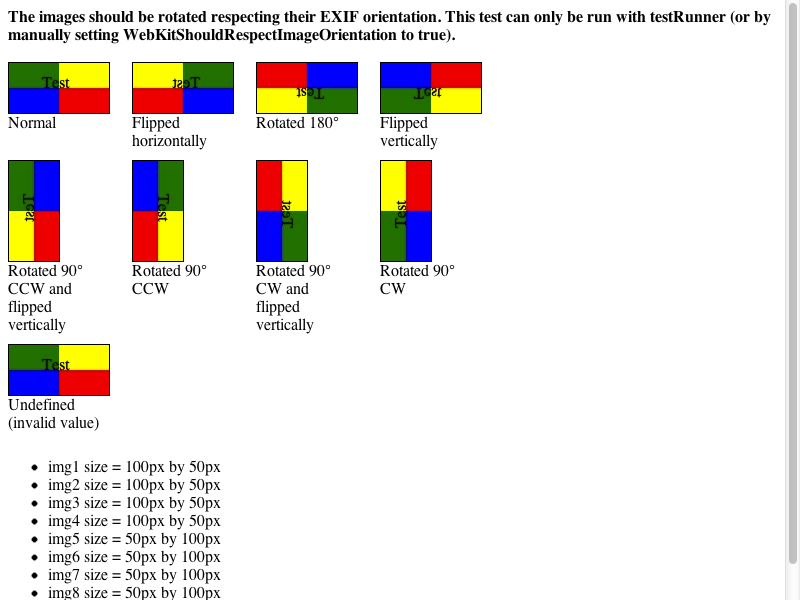 The images should be rotated respecting their EXIF orientation. This test can only be run with testRunner (or by
manually setting WebKitShouldRespectImageOrientation to true).
Test
Test
Test
Test
Normal
Flipped
horizontally
Rotated 180°
Flipped
vertically
Test
Test
Test
Test
Rotated 90°
CCW and
flipped
vertically
Rotated 90°
CCW
Rotated 90°
CW and
flipped
vertically
Rotated 90°
CW
Test
Undefined
(invalid value)
img1 size = 100px by 50px
img2 size = 100px by 50px
img3 size = 100px by 50px
img4 size = 100px by 50px
img5 size = 50px by 100px
img6 size = 50px by 100px
img7 size = 50px by 100px
img8 size = 50px by 100px